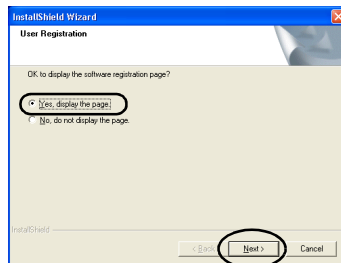 InstallShield Wizard
User Registration
OK to display the software registration page?
Yes, display the page.
No, do not display the page.
InstallShield
< Back
Next >
Cancel